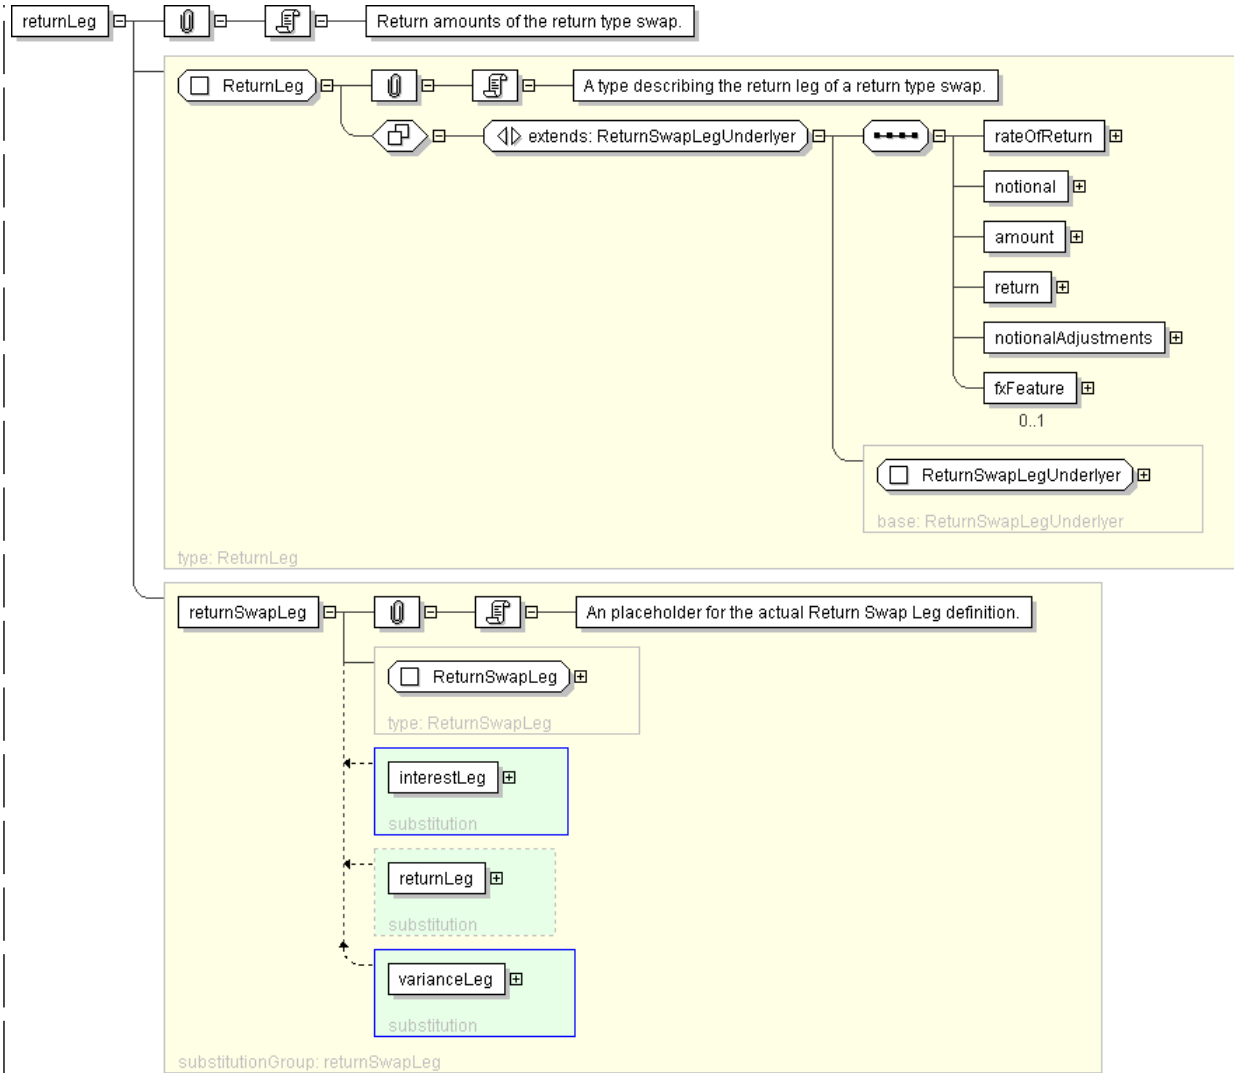 returnLeg
Return amounts of the return type swap.
ReturnLeg
A type describing the return leg of a return type swap.
extends: ReturnSwapLegUnderlyer
rateOfReturn
notional
amount
return
notionalAdjustments
fxFeature
0..1
ReturnSwapLegUnderlyer
base: ReturnSwapLegUnderlyer
type: ReturnLeg
returnSwapLeg
An placeholder for the actual Return Swap Leg definition.
ReturnSwapLeg
type: ReturnSwapLeg
interestLeg
substitution
returnLeg
substitution
varianceLeg
substitution
substitutionGroup: returnSwapLeg